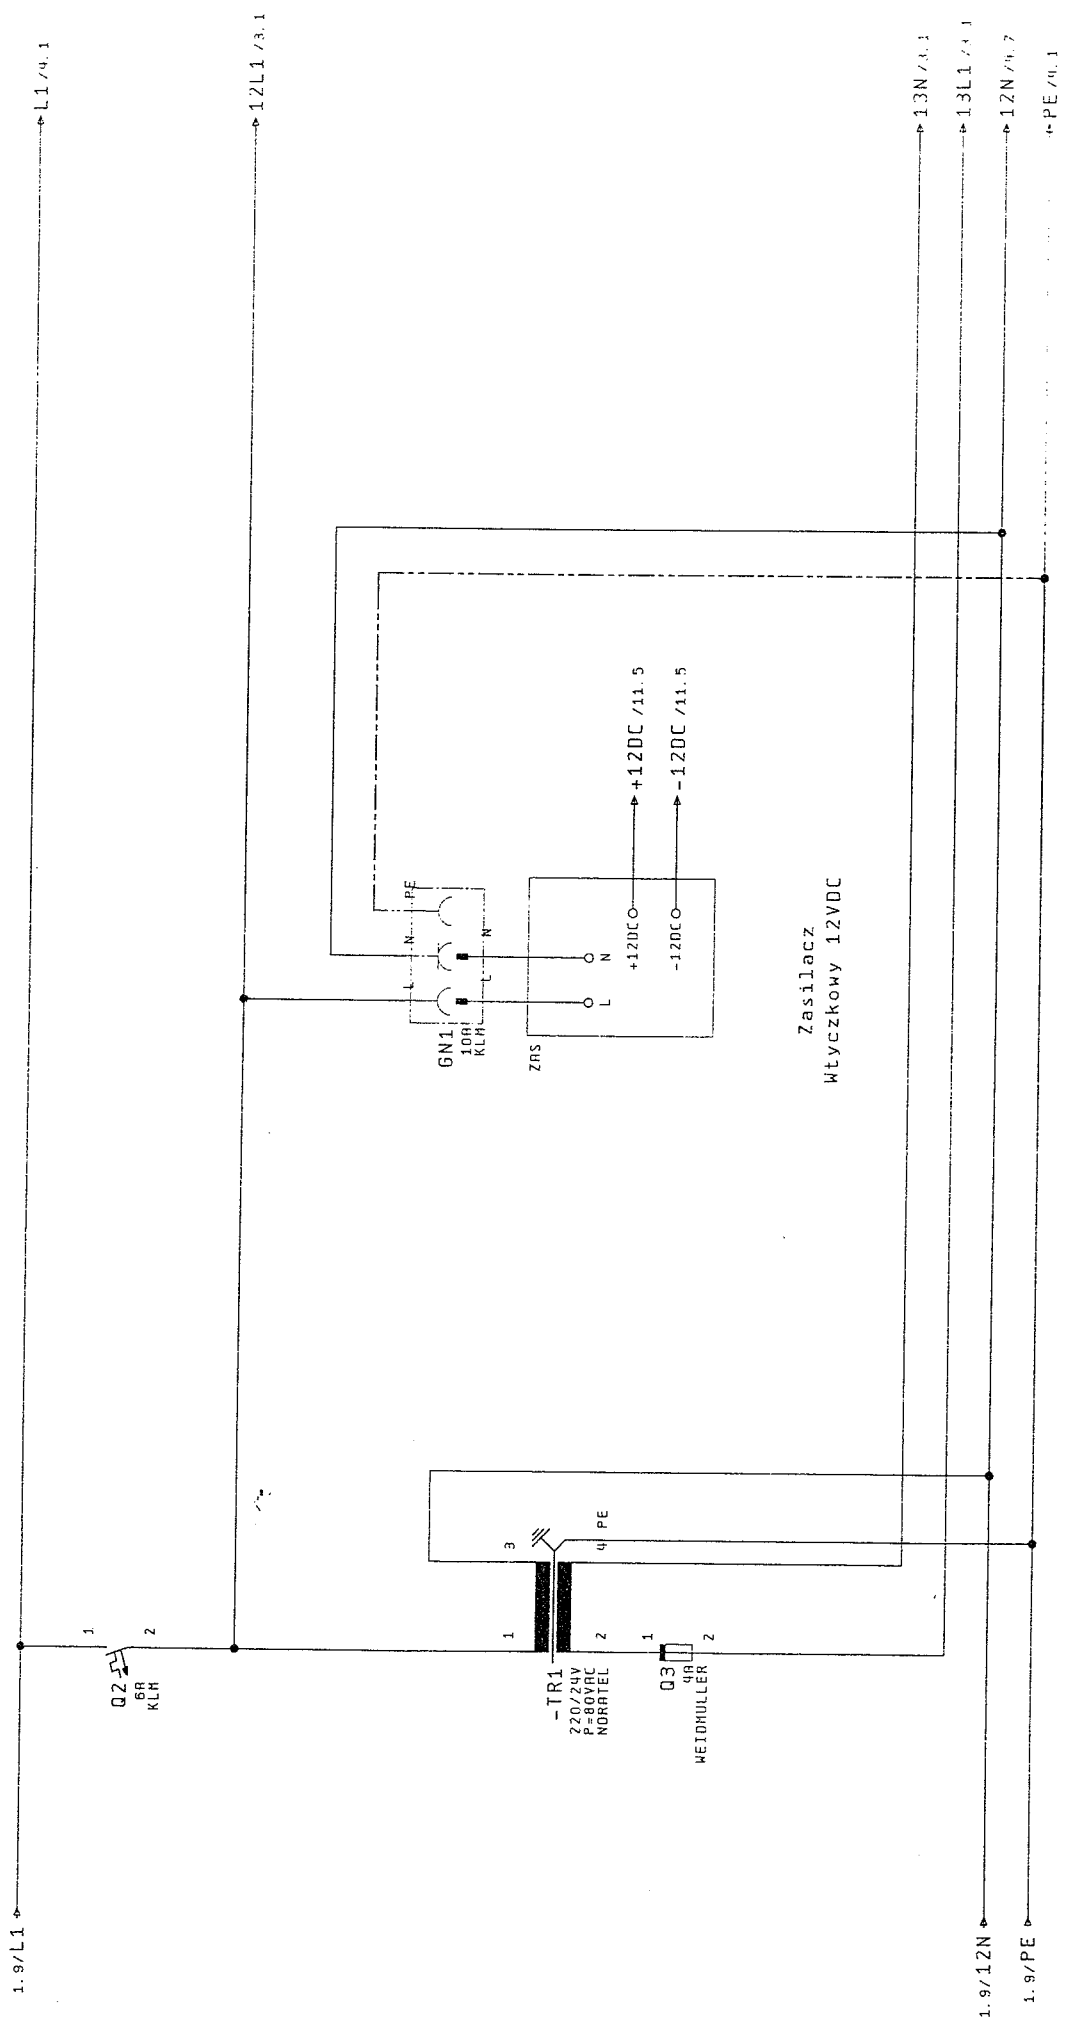 1.9/L1
L1 /4.1
12L1 /3.1
1
2
Q2
6A
KLM
GN1
10A
KLM
L
N
PE
L
N
ZAS
L
N
+12DC
-12DC
+12DC /11.5
-12DC /11.5
Zasilacz
Wtyczkowy 12VDC
1
3
2
4
PE
-TR1
220/24V
P=80VAC
NORATEL
1
2
Q3
4A
WEIDMULLER
13N /3.1
13L1 /3.1
1.9/12N
12N /4.7
1.9/PE
PE /4.1